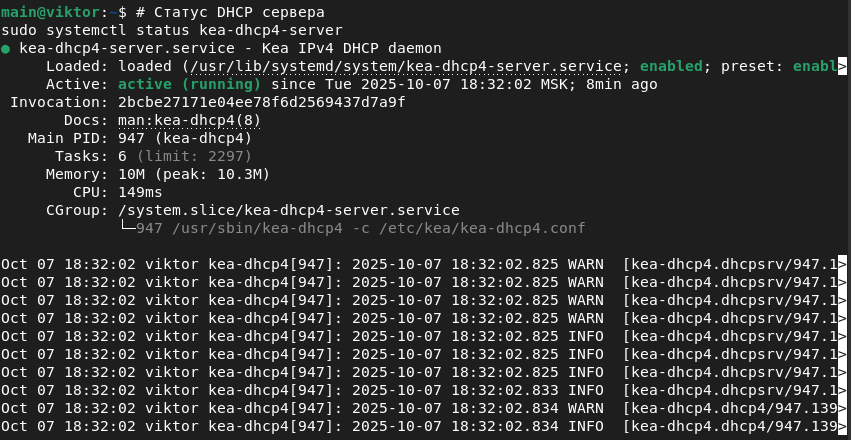 main@viktor:~$ # Статус DHCP сервера
sudo systemctl status kea-dhcp4-server
● kea-dhcp4-server.service - Kea IPv4 DHCP daemon
     Loaded: loaded (/usr/lib/systemd/system/kea-dhcp4-server.service; enabled; preset: enabl>
     Active: active (running) since Tue 2025-10-07 18:32:02 MSK; 8min ago
 Invocation: 2bcbe27171e04ee78f6d2569437d7a9f
       Docs: man:kea-dhcp4(8)
   Main PID: 947 (kea-dhcp4)
      Tasks: 6 (limit: 2297)
     Memory: 10M (peak: 10.3M)
        CPU: 149ms
     CGroup: /system.slice/kea-dhcp4-server.service
             └─947 /usr/sbin/kea-dhcp4 -c /etc/kea/kea-dhcp4.conf
Oct 07 18:32:02 viktor kea-dhcp4[947]: 2025-10-07 18:32:02.825 WARN  [kea-dhcp4.dhcpsrv/947.1>
Oct 07 18:32:02 viktor kea-dhcp4[947]: 2025-10-07 18:32:02.825 WARN  [kea-dhcp4.dhcpsrv/947.1>
Oct 07 18:32:02 viktor kea-dhcp4[947]: 2025-10-07 18:32:02.825 WARN  [kea-dhcp4.dhcpsrv/947.1>
Oct 07 18:32:02 viktor kea-dhcp4[947]: 2025-10-07 18:32:02.825 WARN  [kea-dhcp4.dhcpsrv/947.1>
Oct 07 18:32:02 viktor kea-dhcp4[947]: 2025-10-07 18:32:02.825 INFO  [kea-dhcp4.dhcpsrv/947.1>
Oct 07 18:32:02 viktor kea-dhcp4[947]: 2025-10-07 18:32:02.825 INFO  [kea-dhcp4.dhcpsrv/947.1>
Oct 07 18:32:02 viktor kea-dhcp4[947]: 2025-10-07 18:32:02.825 INFO  [kea-dhcp4.dhcpsrv/947.1>
Oct 07 18:32:02 viktor kea-dhcp4[947]: 2025-10-07 18:32:02.833 INFO  [kea-dhcp4.dhcpsrv/947.1>
Oct 07 18:32:02 viktor kea-dhcp4[947]: 2025-10-07 18:32:02.834 WARN  [kea-dhcp4.dhcp4/947.139>
Oct 07 18:32:02 viktor kea-dhcp4[947]: 2025-10-07 18:32:02.834 INFO  [kea-dhcp4.dhcp4/947.139>